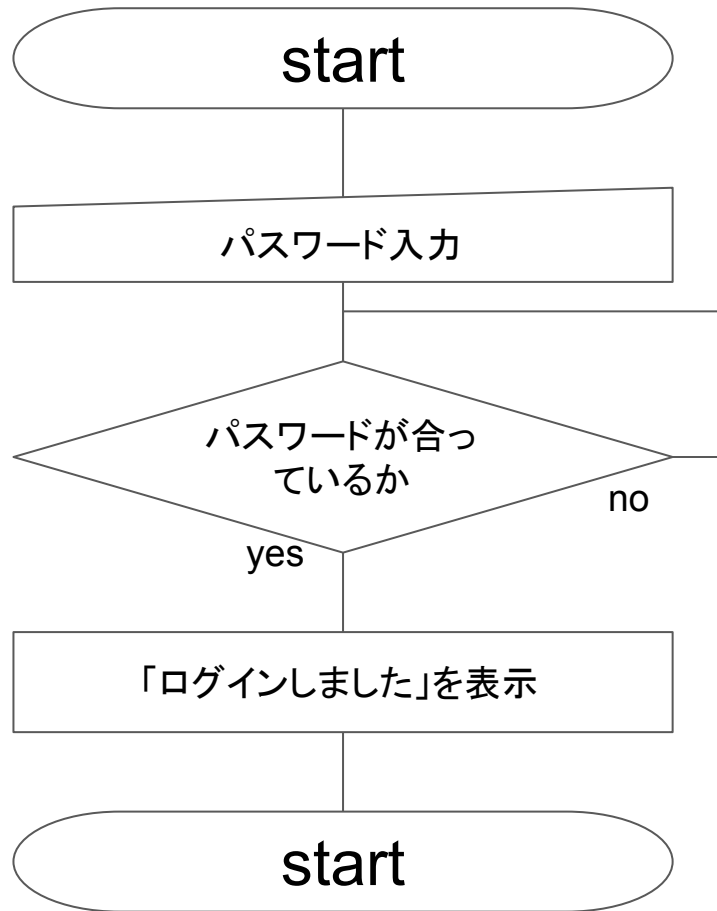 start
パスワード入力
パスワードが合っ
ているか
no
yes
「ログインしました」を表示
start